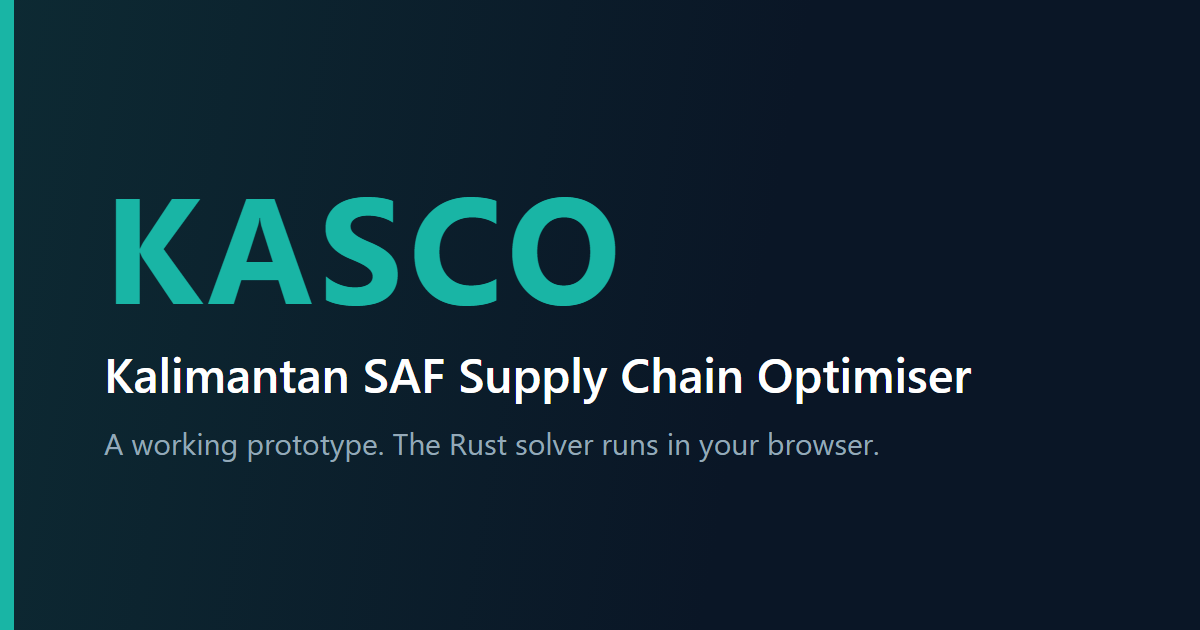 KASCO
Kalimantan SAF Supply Chain Optimiser
A working prototype. The Rust solver runs in your browser.